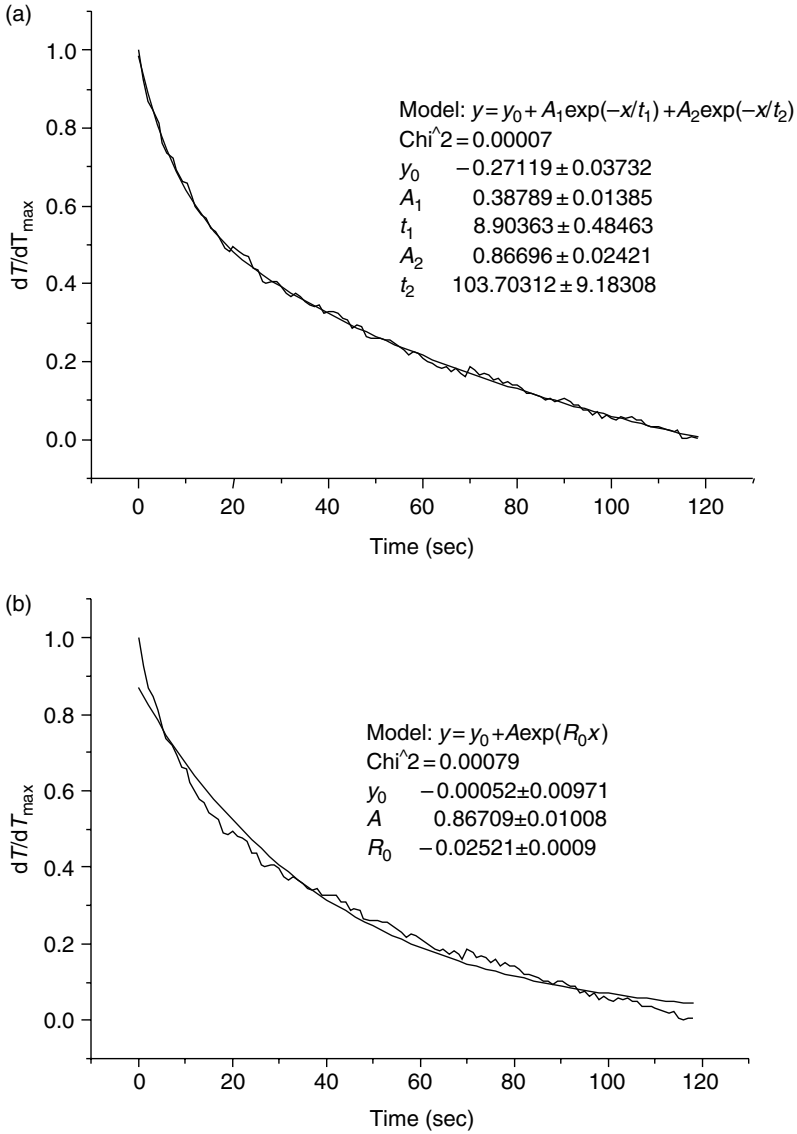 (a)
1.0
0.8
0.6
0.4
0.2
0.0
dT/dT_max
Model: y = y₀ + A₁exp(−x/t₁) + A₂exp(−x/t₂)
Chi^2 = 0.00007
y₀ −0.27119 ± 0.03732
A₁ 0.38789 ± 0.01385
t₁ 8.90363 ± 0.48463
A₂ 0.86696 ± 0.02421
t₂ 103.70312 ± 9.18308
0 20 40 60 80 100 120
Time (sec)
(b)
1.0
0.8
0.6
0.4
0.2
0.0
dT/dT_max
Model: y = y₀ + Aexp(R₀x)
Chi^2 = 0.00079
y₀ −0.00052±0.00971
A 0.86709±0.01008
R₀ −0.02521±0.0009
0 20 40 60 80 100 120
Time (sec)